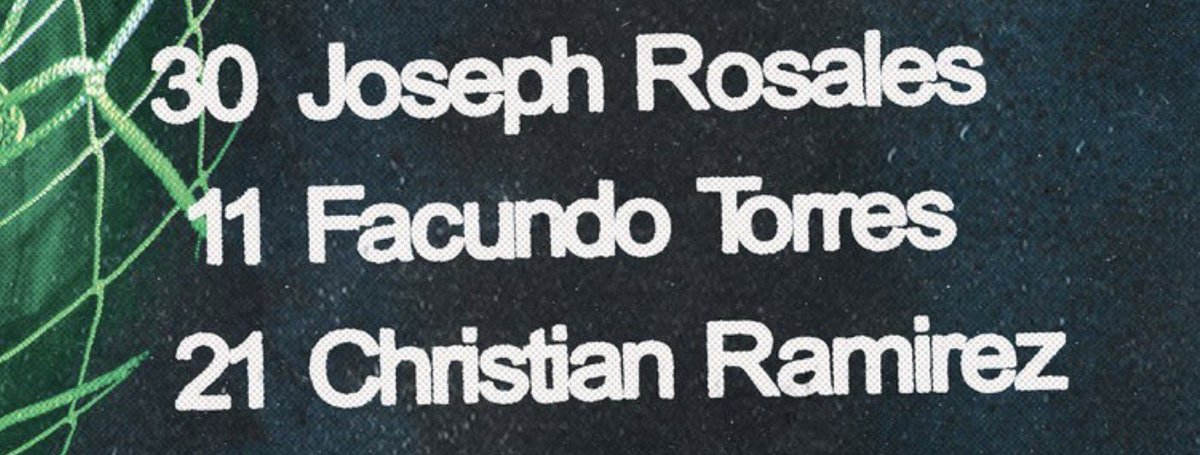 30 Joseph Rosales
11 Facundo Torres
21 Christian Ramirez